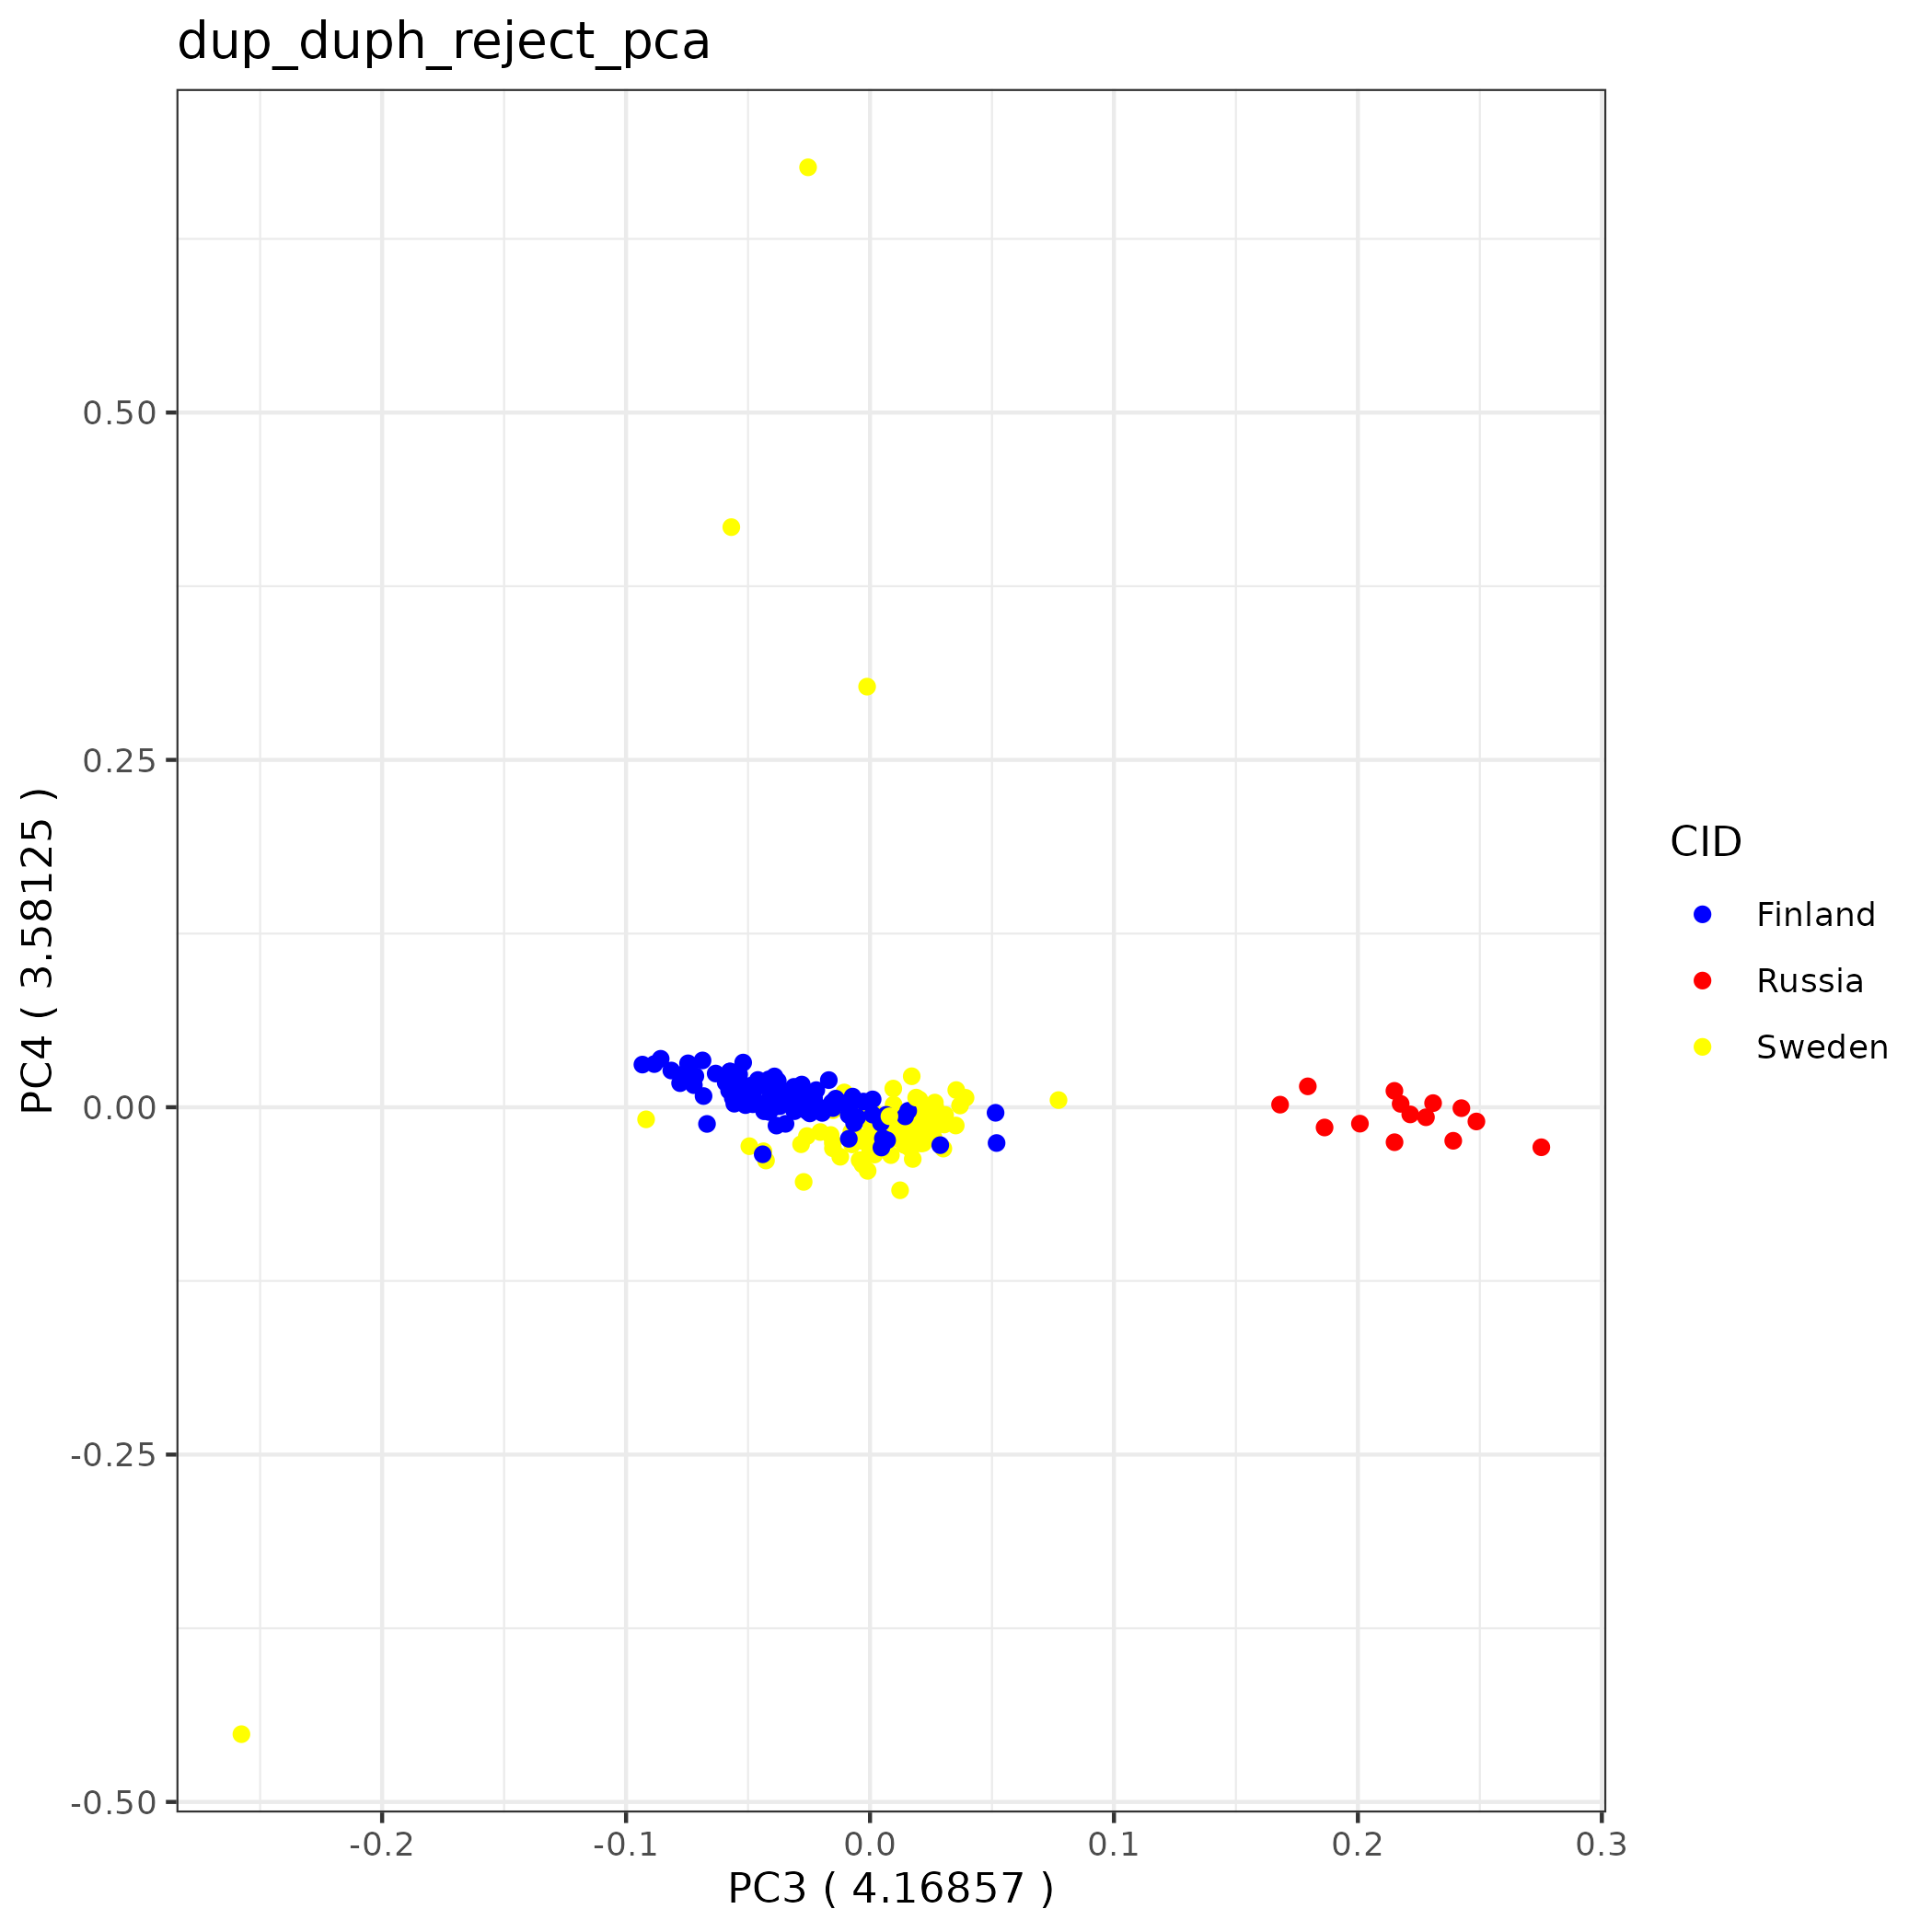 dup_duph_reject_pca
PC4 ( 3.58125 )
0.50
0.25
0.00
-0.25
-0.50
-0.2
-0.1
0.0
0.1
0.2
0.3
PC3 ( 4.16857 )
CID
Finland
Russia
Sweden